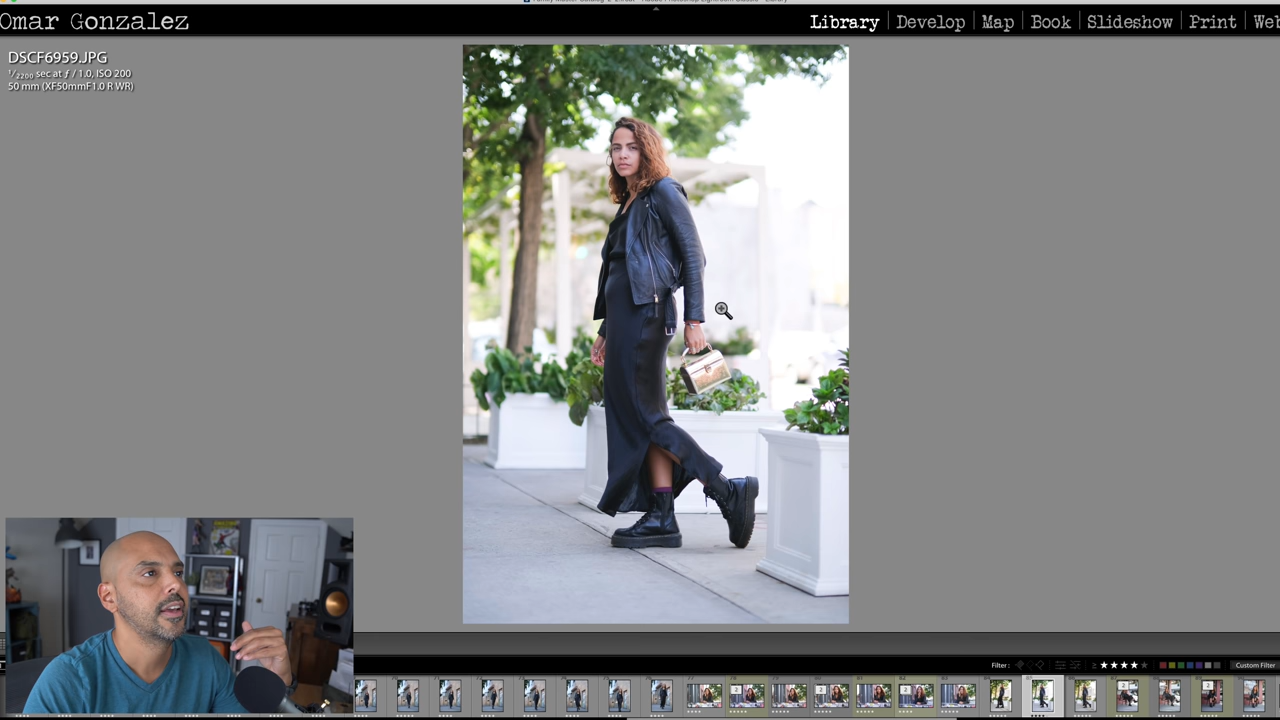 Omar Gonzalez
Library
Develop
Map
Book
Slideshow
Print
Web
DSCF6959.JPG
1/2200 sec at ƒ / 1.0, ISO 200
50 mm (XF50mmF1.0 R WR)
Filter :
Custom Filter